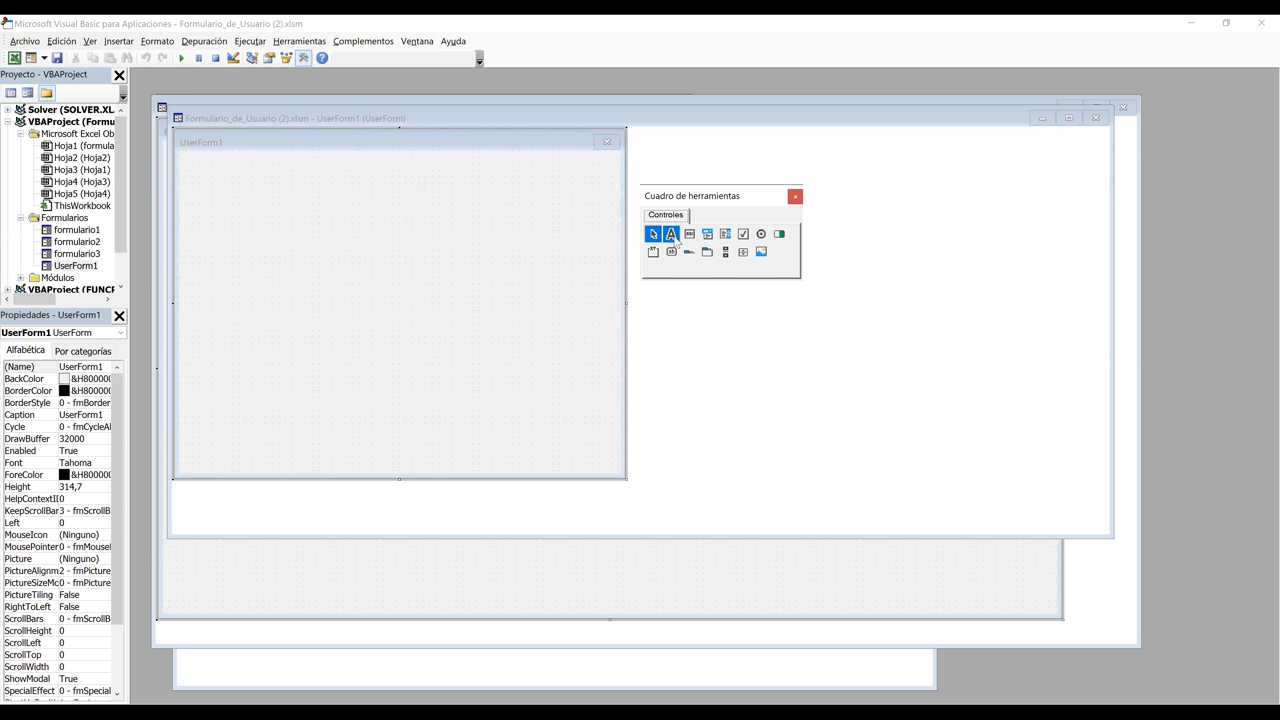 Microsoft Visual Basic para Aplicaciones - Formulario_de_Usuario (2).xlsm
Archivo Edición Ver Insertar Formato Depuración Ejecutar Herramientas Complementos Ventana Ayuda
Proyecto - VBAProject
Solver (SOLVER.XL
VBAProject (Formu
Microsoft Excel Ob
Hoja1 (formula
Hoja2 (Hoja2)
Hoja3 (Hoja1)
Hoja4 (Hoja3)
Hoja5 (Hoja4)
ThisWorkbook
Formularios
formulario1
formulario2
formulario3
UserForm1
Módulos
VBAProject (FUNCR
Propiedades - UserForm1
UserForm1 UserForm
Alfabética Por categorías
(Name) UserForm1
BackColor &H800000
BorderColor &H800000
BorderStyle 0 - fmBorder
Caption UserForm1
Cycle 0 - fmCycleAl
DrawBuffer 32000
Enabled True
Font Tahoma
ForeColor &H800000
Height 314,7
HelpContextI 0
KeepScrollBar 3 - fmScrollB
Left 0
MouseIcon (Ninguno)
MousePointer 0 - fmMouse
Picture (Ninguno)
PictureAlignm 2 - fmPicture
PictureSizeMo 0 - fmPicture
PictureTiling False
RightToLeft False
ScrollBars 0 - fmScrollB
ScrollHeight 0
ScrollLeft 0
ScrollTop 0
ScrollWidth 0
ShowModal True
SpecialEffect 0 - fmSpecial
Formulario_de_Usuario (2).xlsm - UserForm1 (UserForm)
UserForm1
Cuadro de herramientas
Controles